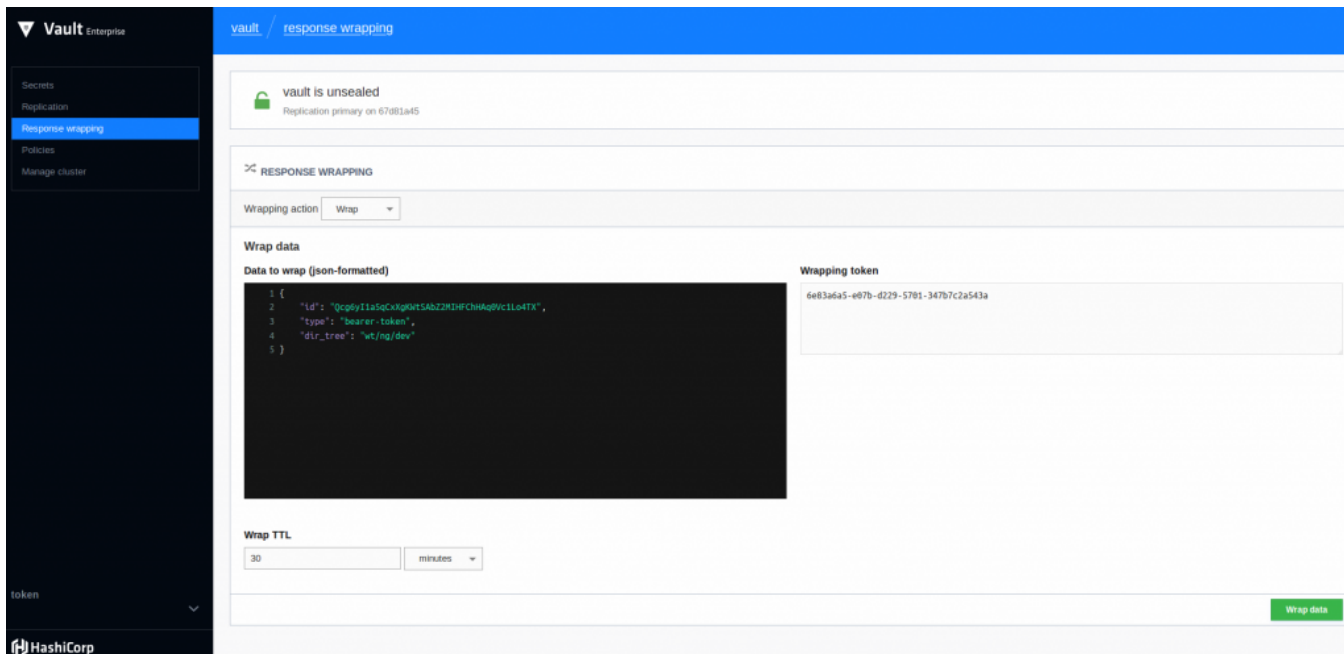 Vault Enterprise
vault / response wrapping
Secrets
Replication
Response wrapping
Policies
Manage cluster
token
HashiCorp
vault is unsealed
Replication primary on 67d81a45
RESPONSE WRAPPING
Wrapping action Wrap
Wrap data
Data to wrap (json-formatted)
1 {
2 "id": "Qcg6yI1aSqCxXgKWtSAbZ2MIHFChHAq0Vc1Lo4TX",
3 "type": "bearer-token",
4 "dir_tree": "wt/ng/dev"
5 }
Wrapping token
6e83a6a5-e07b-d229-5701-347b7c2a543a
Wrap TTL
30 minutes
Wrap data